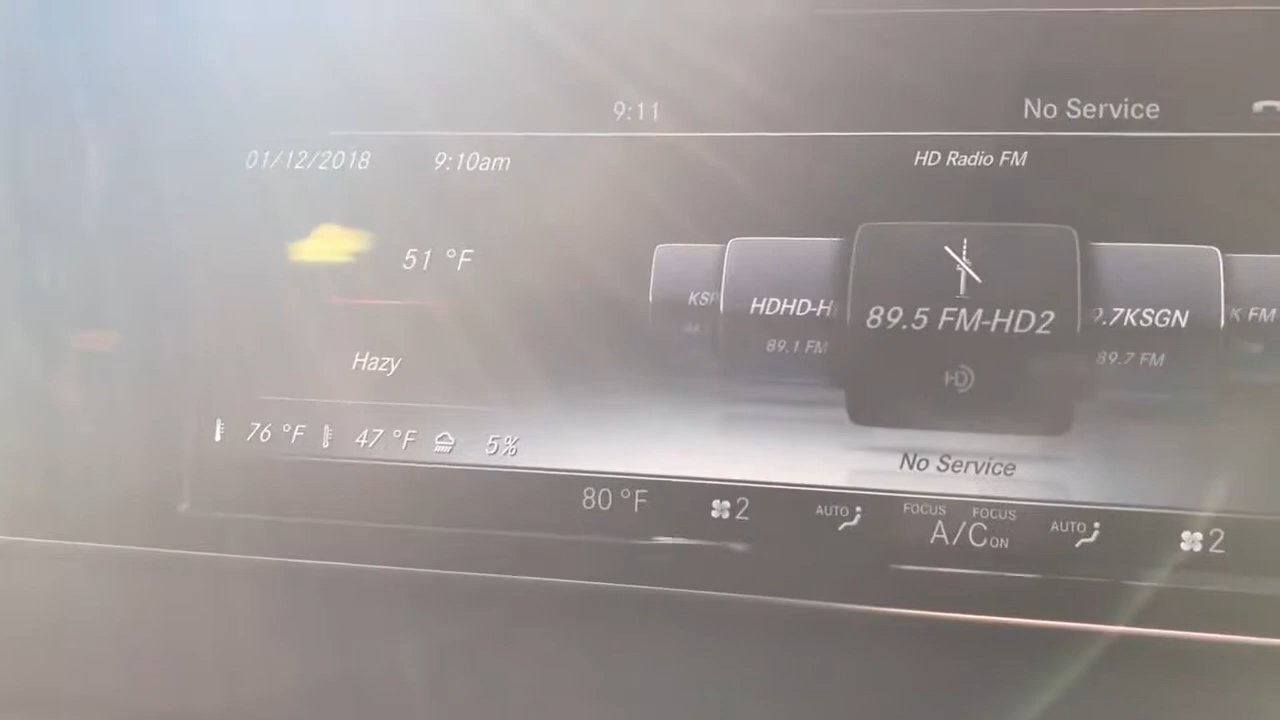 9:11
No Service
01/12/2018 9:10am
HD Radio FM
51 °F
HDHD-H
89.1 FM
89.5 FM-HD2
HD
9.7KSGN
89.7 FM
K FM
Hazy
76 °F 47 °F 5%
No Service
80 °F 2 AUTO FOCUS FOCUS AUTO 2
A/C ON